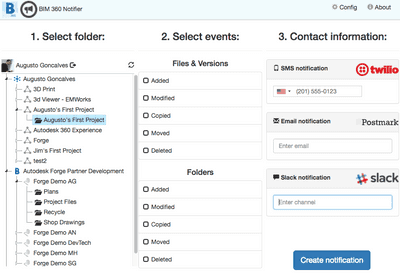 BIM 360 Notifier
Config
About
1. Select folder:
2. Select events:
3. Contact information:
Augusto Goncalves
Augusto Goncalves
3D Print
3d Viewer - EMWorks
Augusto's First Project
Augusto's First Project
Autodesk 360 Experience
Forge
Jim's First Project
test2
Autodesk Forge Partner Development
Forge Demo AG
Plans
Project Files
Recycle
Shop Drawings
Forge Demo AN
Forge Demo DevTech
Forge Demo MH
Forge Demo SG
Files & Versions
Added
Modified
Copied
Moved
Deleted
Folders
Added
Modified
Copied
Moved
Deleted
SMS notification
twilio
(201) 555-0123
Email notification
Postmark
Enter email
Slack notification
slack
Enter channel
Create notification